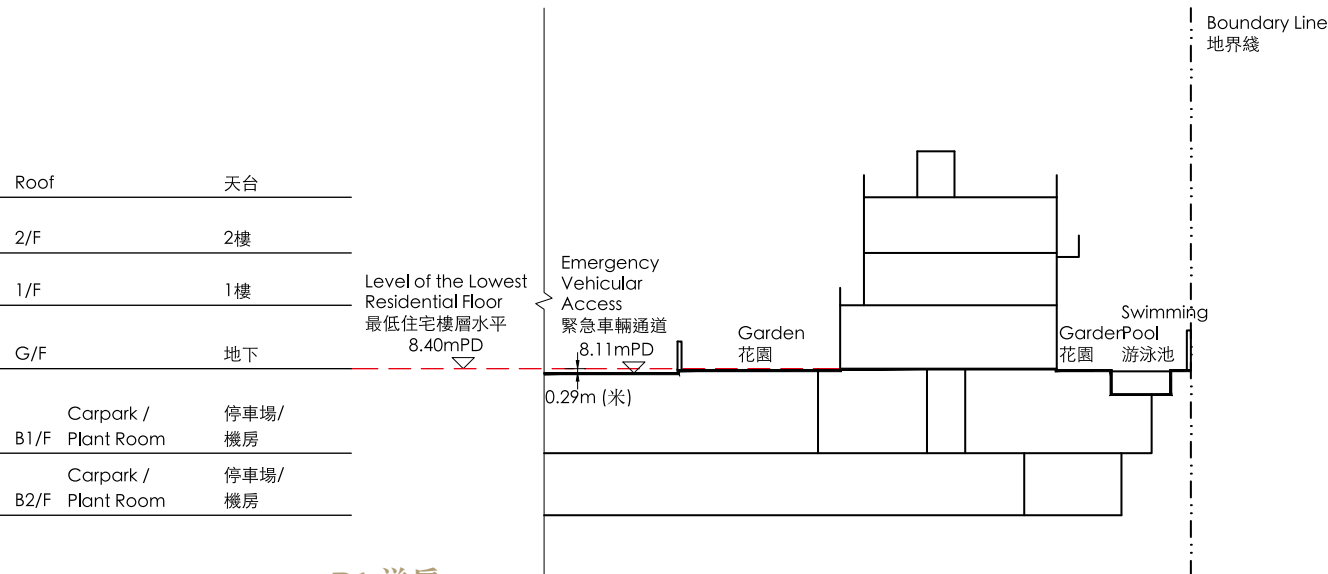 Boundary Line
地界綫
Roof 天台
2/F 2樓
1/F 1樓
G/F 地下
Carpark / 停車場/
B1/F Plant Room 機房
Carpark / 停車場/
B2/F Plant Room 機房
Level of the Lowest
Residential Floor
最低住宅樓層水平
8.40mPD
Emergency
Vehicular
Access
緊急車輛通道
8.11mPD
0.29m (米)
Garden
花園
Garden
花園
Swimming
Pool
游泳池